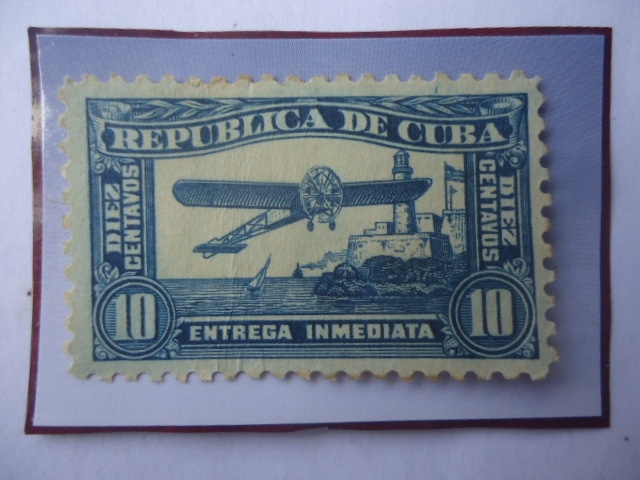 REPUBLICA DE CUBA
DIEZ CENTAVOS
DIEZ CENTAVOS
10
ENTREGA INMEDIATA
10